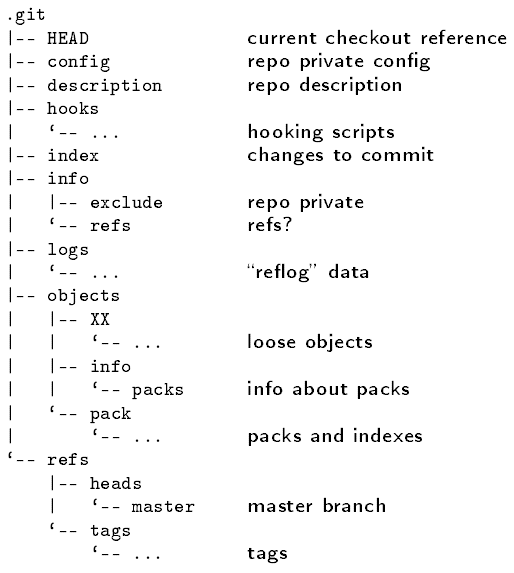 .git
|-- HEAD current checkout reference
|-- config repo private config
|-- description repo description
|-- hooks
|   ‘-- ... hooking scripts
|-- index changes to commit
|-- info
|   |-- exclude repo private
|   ‘-- refs refs?
|-- logs
|   ‘-- ... “reflog” data
|-- objects
|   |-- XX
|   |   ‘-- ... loose objects
|   |-- info
|   |   ‘-- packs info about packs
|   ‘-- pack
|       ‘-- ... packs and indexes
‘-- refs
    |-- heads
    |   ‘-- master master branch
    ‘-- tags
        ‘-- ... tags